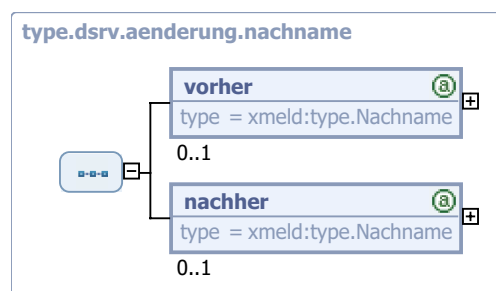 type.dsrv.aenderung.nachname
vorher
type = xmeld:type.Nachname
0..1
nachher
type = xmeld:type.Nachname
0..1